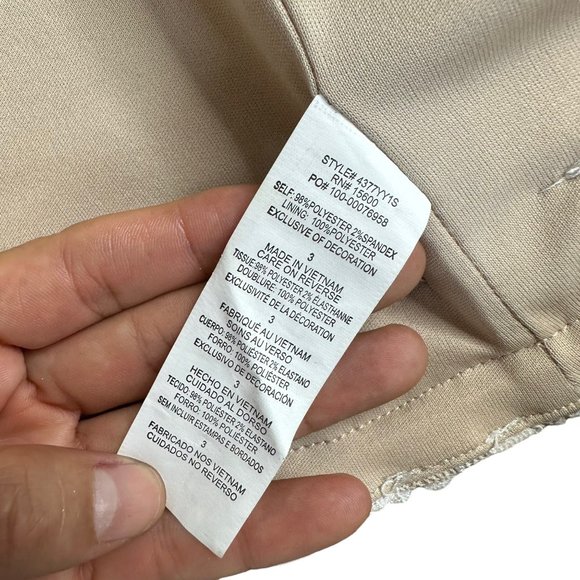 STYLE# 4377YY1S
RN# 15600
PO# 100-00076958
SELF: 98%POLYESTER 2%SPANDEX
LINING: 100%POLYESTER
EXCLUSIVE OF DECORATION
3
MADE IN VIETNAM
CARE ON REVERSE
TISSUE:98% POLYESTER 2% ÉLASTHANNE
DOUBLURE: 100% POLYESTER
EXCLUSIVITÉ DE LA DÉCORATION
3
FABRIQUÉ AU VIETNAM
SOINS AU VERSO
CUERPO: 98% POLIÉSTER 2% ELASTANO
FORRO: 100% POLIÉSTER
EXCLUSIVO DE DECORACIÓN
3
HECHO EN VIETNAM
CUIDADO AL DORSO
TECIDO: 98% POLIÉSTER 2% ELASTANO
FORRO: 100% POLIÉSTER
SEM INCLUIR ESTAMPAS E BORDADOS
3
FABRICADO NOS VIETNAM
CUIDADOS NO REVERSO